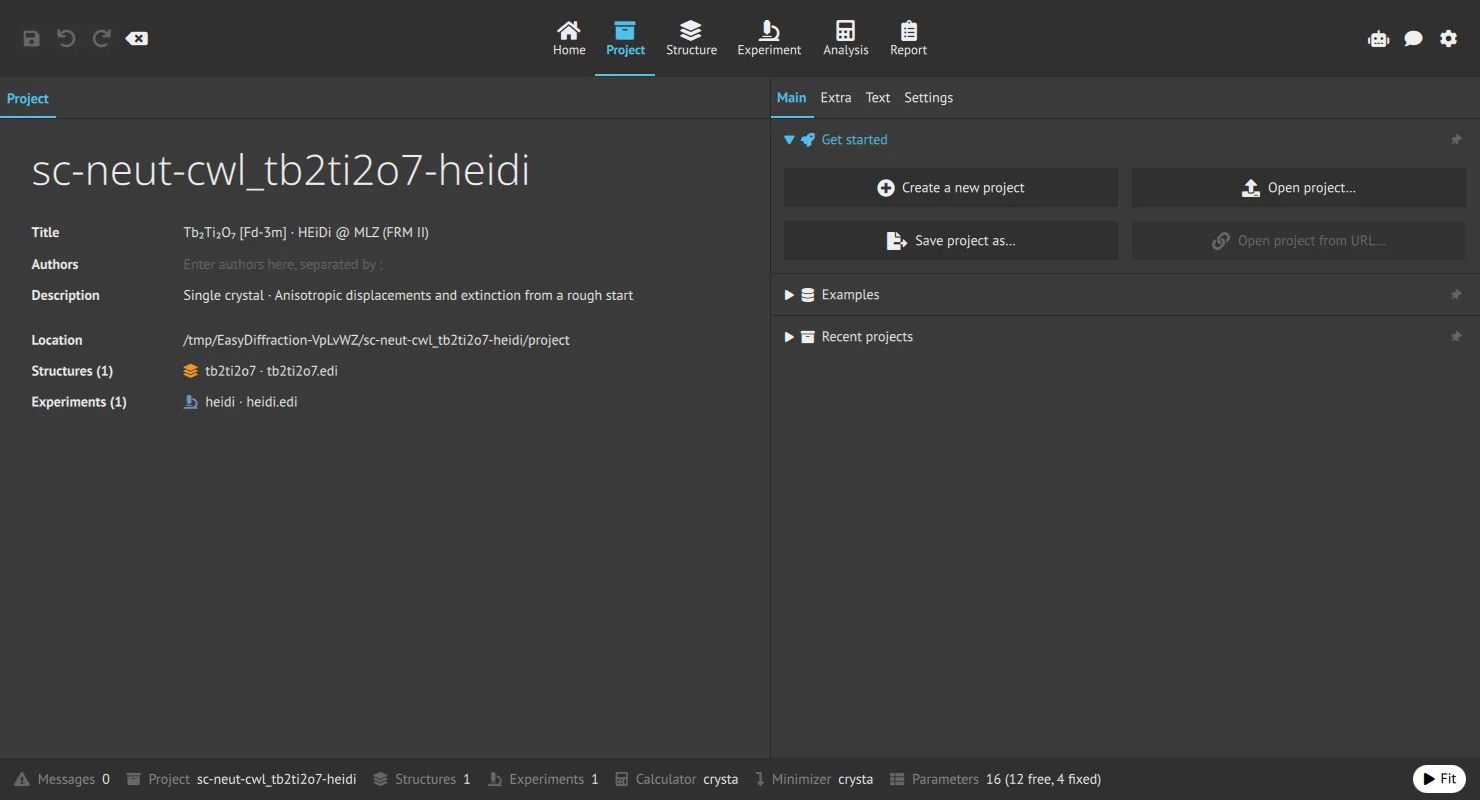 Home
Project
Structure
Experiment
Analysis
Report
Project
Main
Extra
Text
Settings
sc-neut-cwl_tb2ti2o7-heidi
Title
Tb₂Ti₂O₇ [Fd-3m] · HEiDi @ MLZ (FRM II)
Authors
Enter authors here, separated by ;
Description
Single crystal · Anisotropic displacements and extinction from a rough start
Location
/tmp/EasyDiffraction-VpLvWZ/sc-neut-cwl_tb2ti2o7-heidi/project
Structures (1)
tb2ti2o7 · tb2ti2o7.edi
Experiments (1)
heidi · heidi.edi
Get started
Create a new project
Open project...
Save project as...
Open project from URL...
Examples
Recent projects
Messages 0
Project sc-neut-cwl_tb2ti2o7-heidi
Structures 1
Experiments 1
Calculator crysta
Minimizer crysta
Parameters 16 (12 free, 4 fixed)
Fit